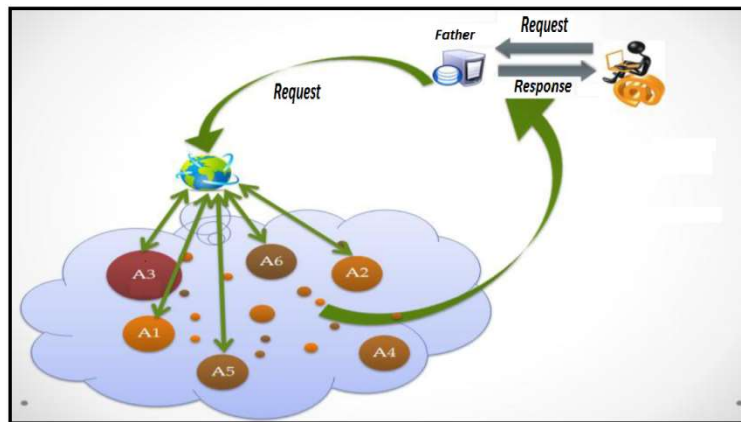 Father
Request
Response
Request
A3
A6
A2
A1
A5
A4